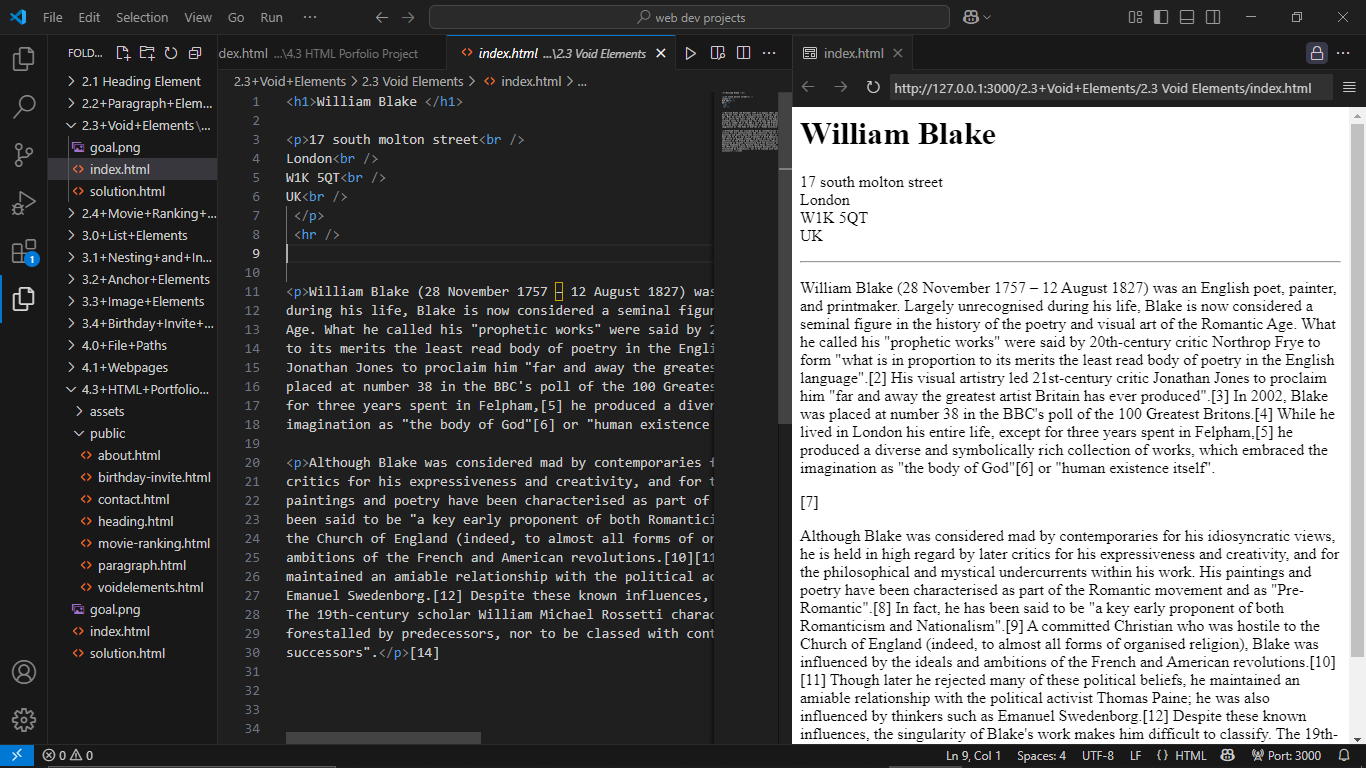 File Edit Selection View Go Run ··· web dev projects
FOLD...
2.1 Heading Element
2.2+Paragraph+Elem...
2.3+Void+Elements\...
goal.png
index.html
solution.html
2.4+Movie+Ranking+...
3.0+List+Elements
3.1+Nesting+and+In...
3.2+Anchor+Elements
3.3+Image+Elements
3.4+Birthday+Invite+...
4.0+File+Paths
4.1+Webpages
4.3+HTML+Portfolio...
assets
public
about.html
birthday-invite.html
contact.html
heading.html
movie-ranking.html
paragraph.html
voidelements.html
goal.png
index.html
solution.html
1
dex.html ...\4.3 HTML Porfolio Project
index.html ...\2.3 Void Elements
2.3+Void+Elements > 2.3 Void Elements > index.html > ...
1 <h1>William Blake </h1>
2
3 <p>17 south molton street<br />
4 London<br />
5 W1K 5QT<br />
6 UK<br />
7 </p>
8 <hr />
9
10
11 <p>William Blake (28 November 1757 – 12 August 1827) was
12 during his life, Blake is now considered a seminal figur
13 Age. What he called his "prophetic works" were said by 2
14 to its merits the least read body of poetry in the Engli
15 Jonathan Jones to proclaim him "far and away the greates
16 placed at number 38 in the BBC's poll of the 100 Greates
17 for three years spent in Felpham,[5] he produced a diver
18 imagination as "the body of God"[6] or "human existence
19
20 <p>Although Blake was considered mad by contemporaries f
21 critics for his expressiveness and creativity, and for t
22 paintings and poetry have been characterised as part of
23 been said to be "a key early proponent of both Romantici
24 the Church of England (indeed, to almost all forms of or
25 ambitions of the French and American revolutions.[10][11
26 maintained an amiable relationship with the political ac
27 Emanuel Swedenborg.[12] Despite these known influences,
28 The 19th-century scholar William Michael Rossetti charac
29 forestalled by predecessors, nor to be classed with cont
30 successors".</p>[14]
31
32
33
34
index.html
http://127.0.0.1:3000/2.3+Void+Elements/2.3 Void Elements/index.html
William Blake
17 south molton street
London
W1K 5QT
UK
William Blake (28 November 1757 – 12 August 1827) was an English poet, painter,
and printmaker. Largely unrecognised during his life, Blake is now considered a
seminal figure in the history of the poetry and visual art of the Romantic Age. What
he called his "prophetic works" were said by 20th-century critic Northrop Frye to
form "what is in proportion to its merits the least read body of poetry in the English
language".[2] His visual artistry led 21st-century critic Jonathan Jones to proclaim
him "far and away the greatest artist Britain has ever produced".[3] In 2002, Blake
was placed at number 38 in the BBC's poll of the 100 Greatest Britons.[4] While he
lived in London his entire life, except for three years spent in Felpham,[5] he
produced a diverse and symbolically rich collection of works, which embraced the
imagination as "the body of God"[6] or "human existence itself".
[7]
Although Blake was considered mad by contemporaries for his idiosyncratic views,
he is held in high regard by later critics for his expressiveness and creativity, and for
the philosophical and mystical undercurrents within his work. His paintings and
poetry have been characterised as part of the Romantic movement and as "Pre-
Romantic".[8] In fact, he has been said to be "a key early proponent of both
Romanticism and Nationalism".[9] A committed Christian who was hostile to the
Church of England (indeed, to almost all forms of organised religion), Blake was
influenced by the ideals and ambitions of the French and American revolutions.[10]
[11] Though later he rejected many of these political beliefs, he maintained an
amiable relationship with the political activist Thomas Paine; he was also
influenced by thinkers such as Emanuel Swedenborg.[12] Despite these known
influences, the singularity of Blake's work makes him difficult to classify. The 19th-
0 0 Ln 9, Col 1 Spaces: 4 UTF-8 LF {} HTML Port: 3000